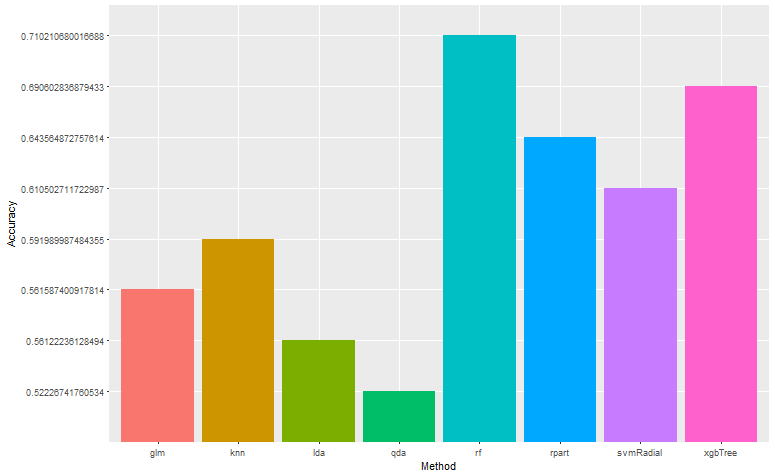 Accuracy
0.710210680016688
0.690602836879433
0.643564872757614
0.610502711722987
0.591989987484355
0.561587400917814
0.56122236128494
0.52226741760534
glm knn lda qda rf rpart svmRadial xgbTree
Method